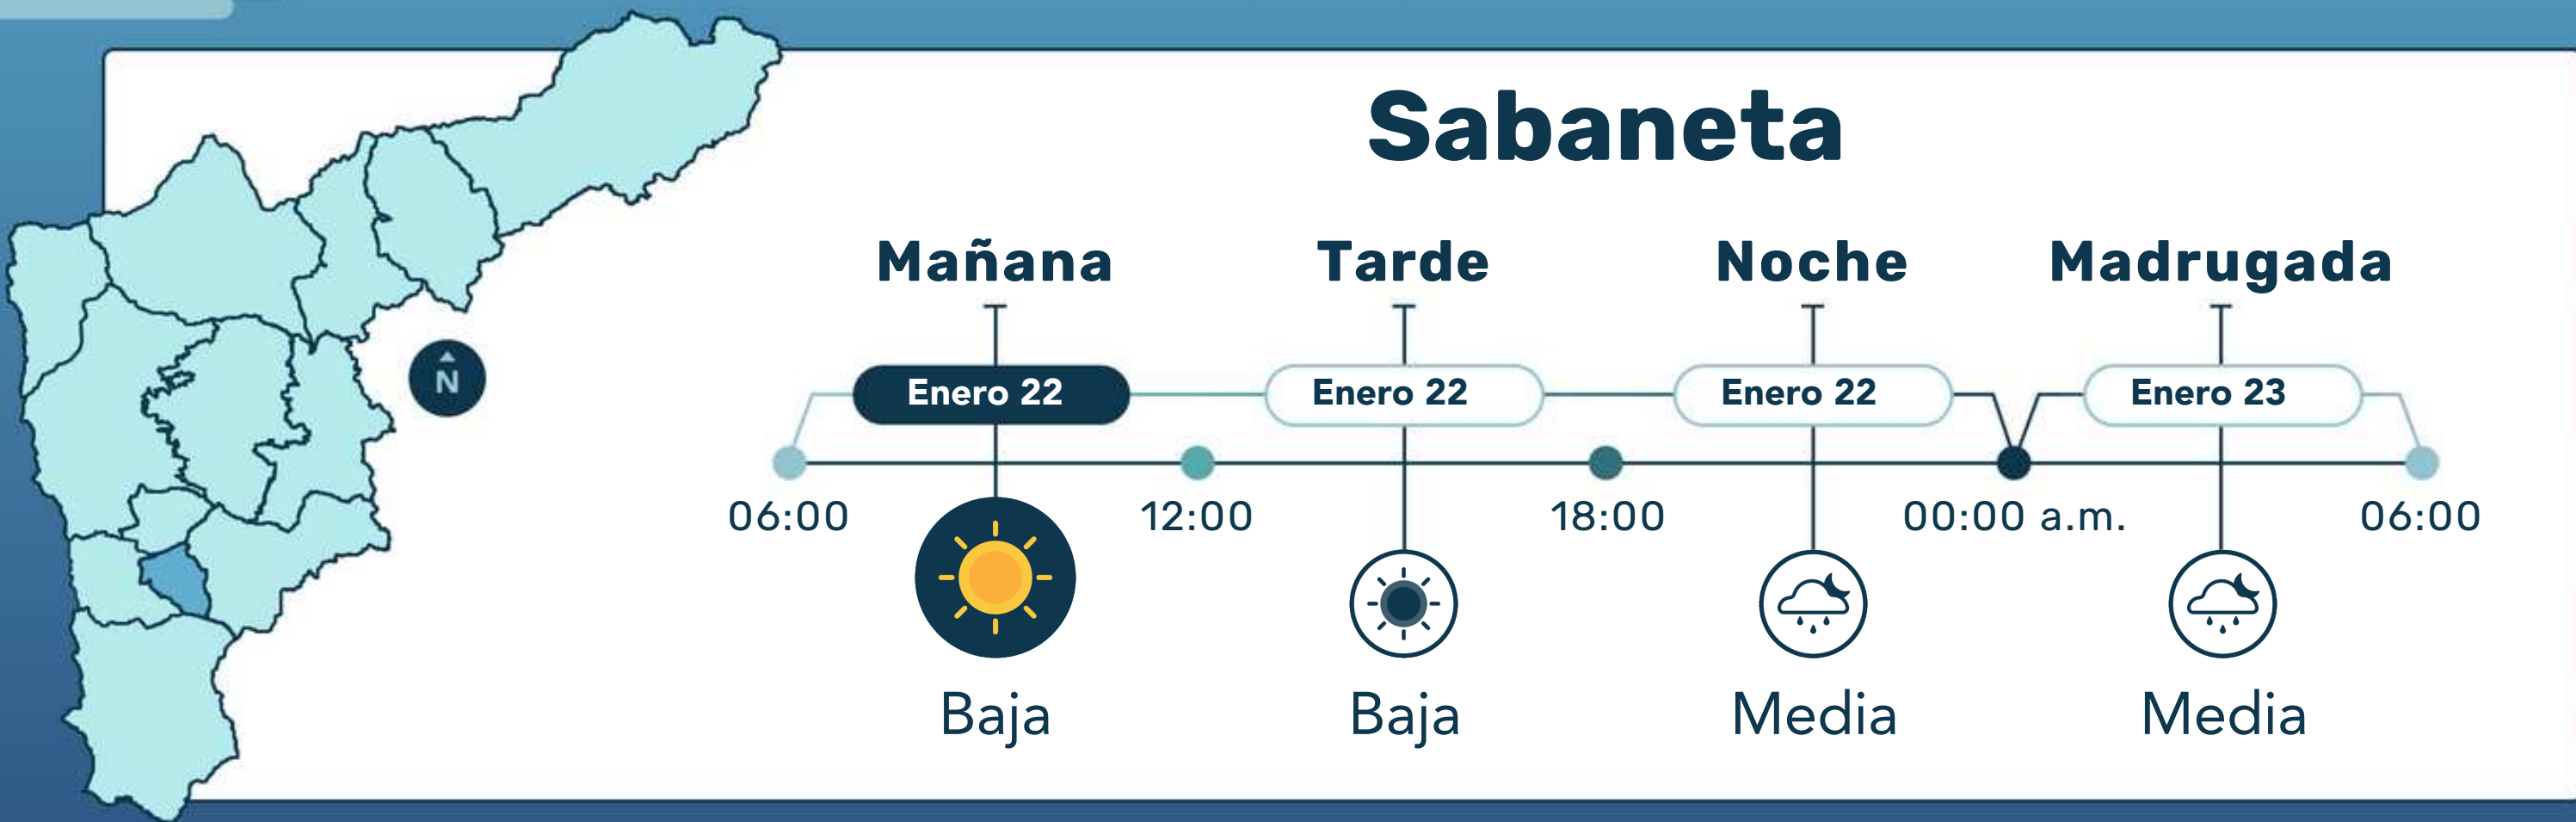 Sabaneta
Mañana Tarde Noche Madrugada
Enero 22 Enero 22 Enero 22 Enero 23
N
06:00 12:00 18:00 00:00 a.m. 06:00
Baja Baja Media Media